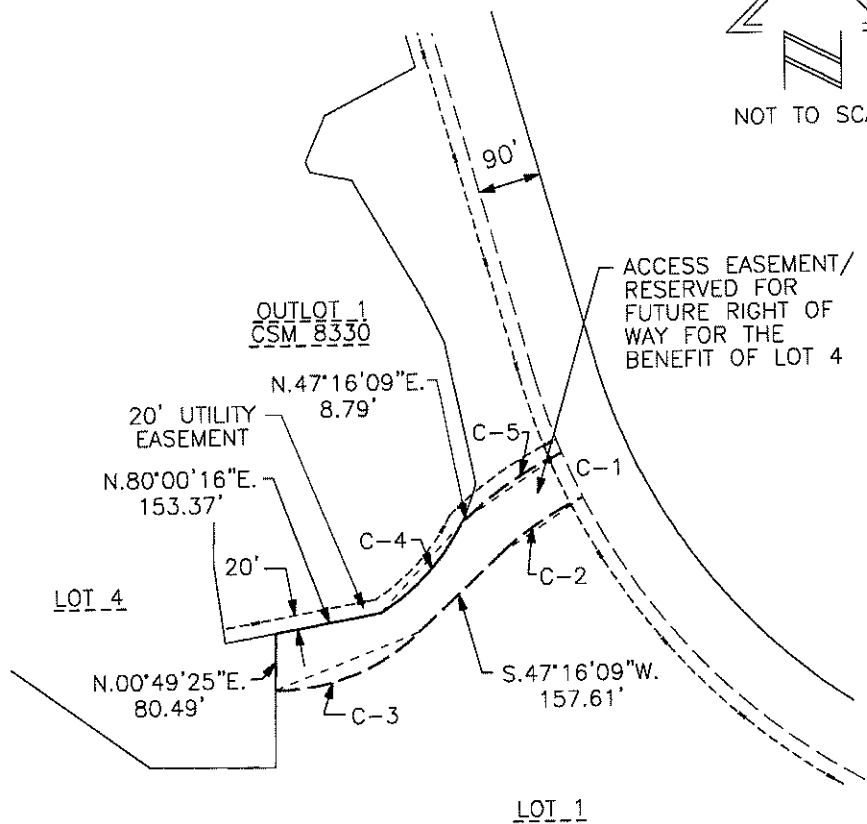 NOT TO SCA
90'
ACCESS EASEMENT/
RESERVED FOR
FUTURE RIGHT OF
WAY FOR THE
BENEFIT OF LOT 4
OUTLOT 1
CSM 8330
N.47°16'09"E.
8.79'
20' UTILITY
EASEMENT
C-5
C-1
N.80°00'16"E.
153.37'
C-4
C-2
20'
LOT 4
N.00°49'25"E.
80.49'
S.47°16'09"W.
157.61'
C-3
LOT 1